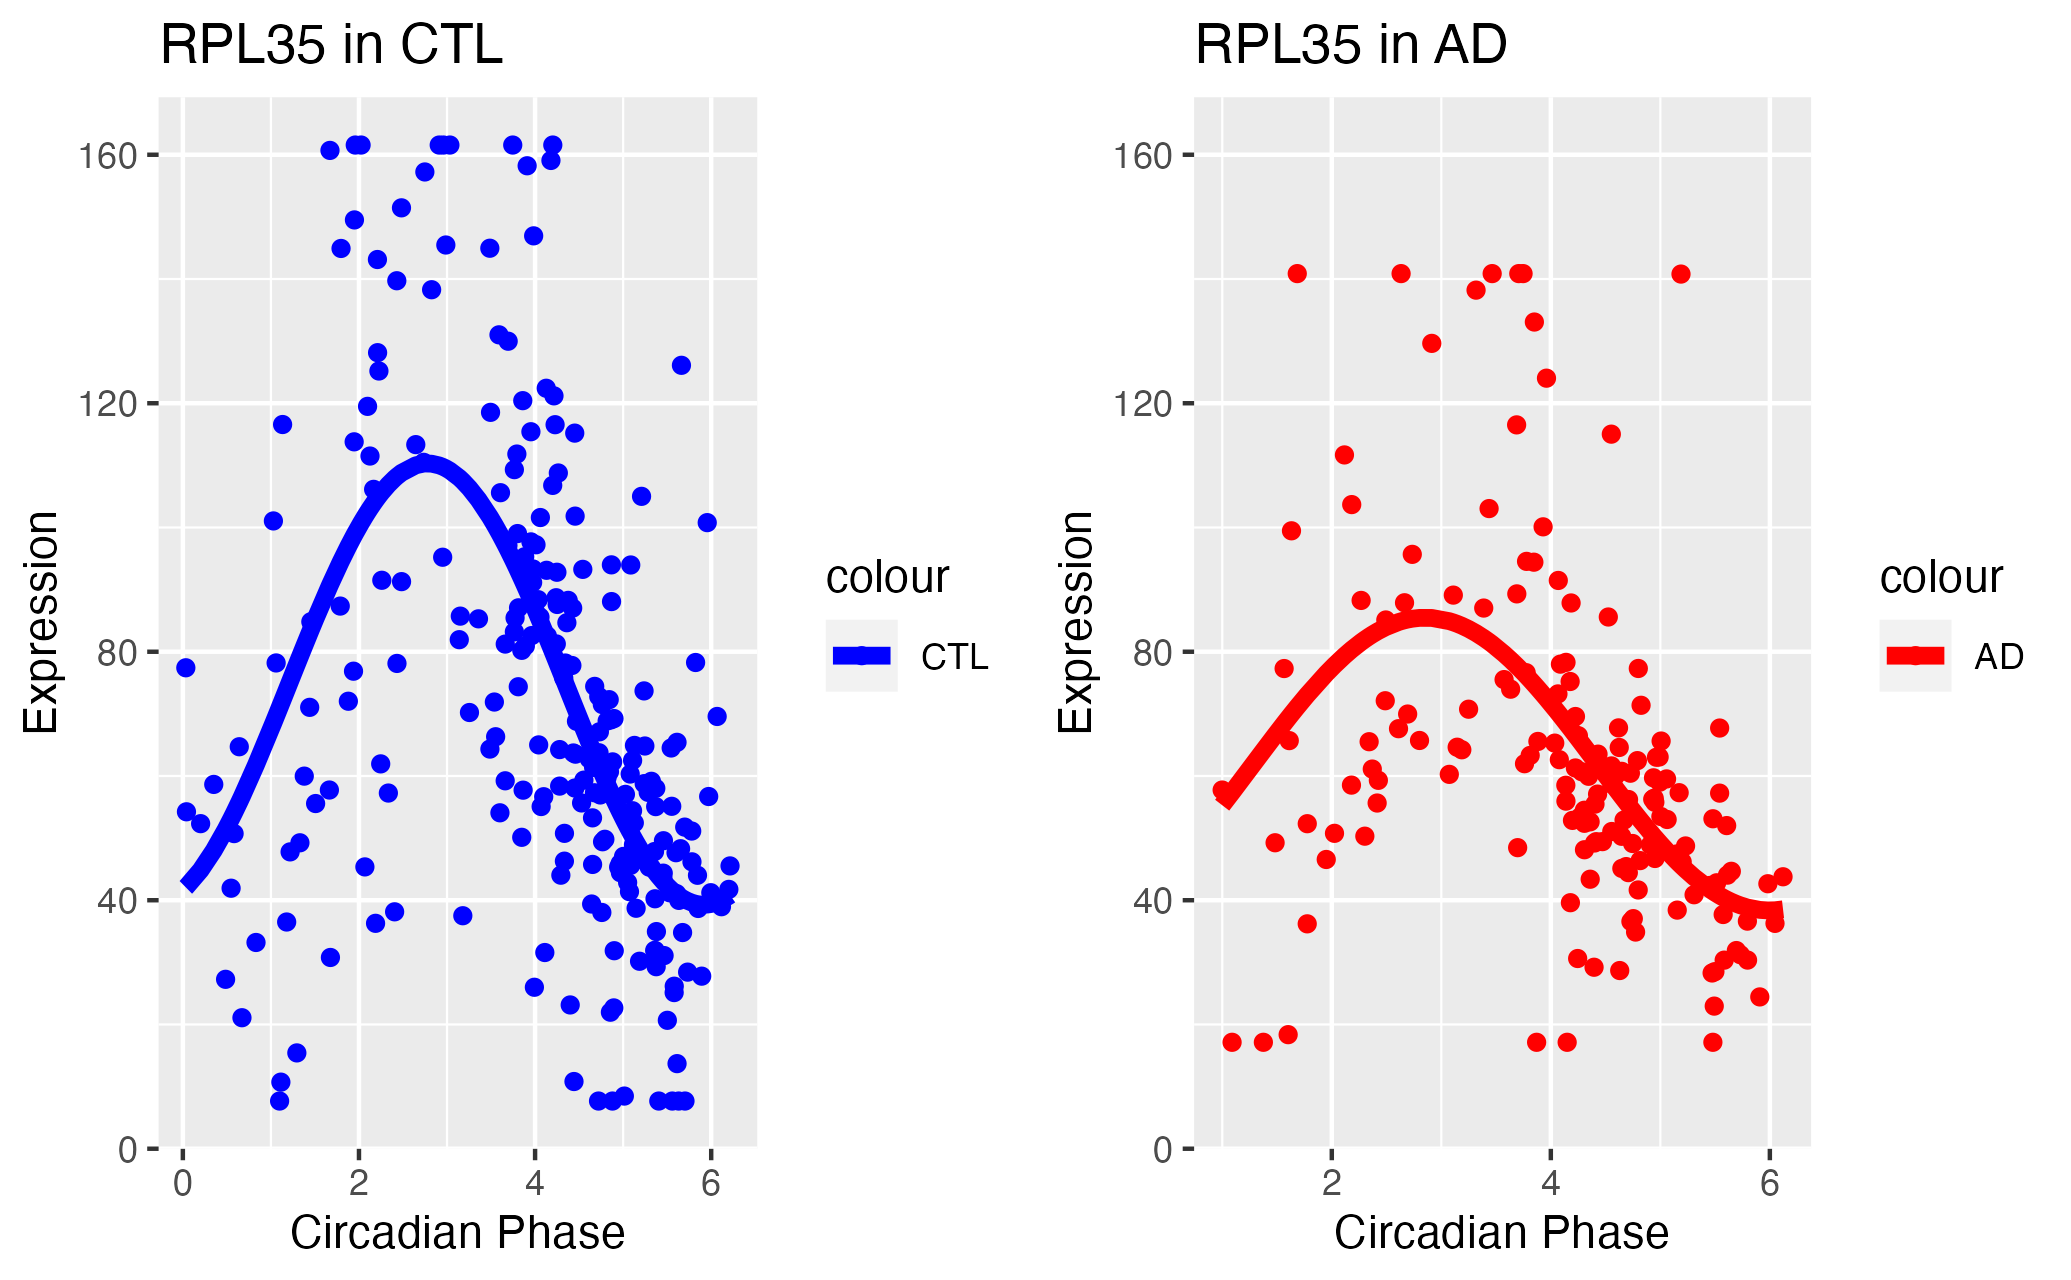 RPL35 in CTL
160
120
80
40
0
Expression
0 2 4 6
Circadian Phase
colour
CTL
RPL35 in AD
160
120
80
40
0
Expression
2 4 6
Circadian Phase
colour
AD